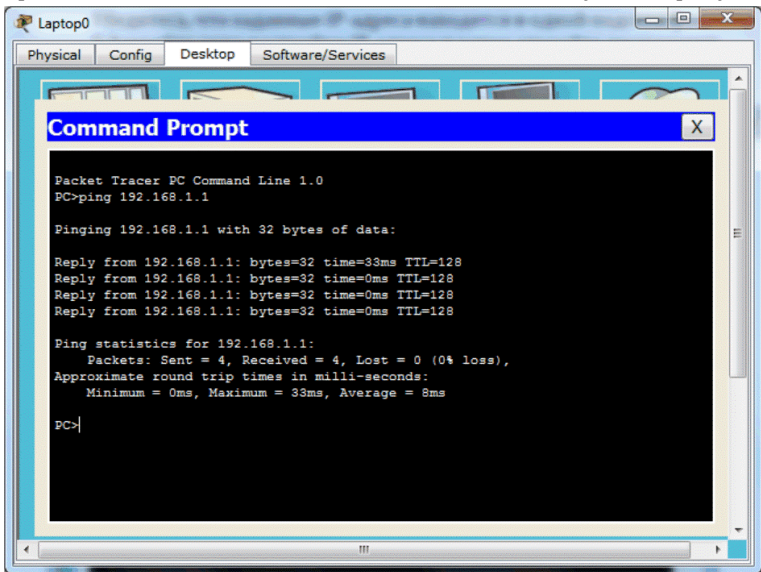 Laptop0
Physical Config Desktop Software/Services
Command Prompt X
Packet Tracer PC Command Line 1.0
PC>ping 192.168.1.1
Pinging 192.168.1.1 with 32 bytes of data:
Reply from 192.168.1.1: bytes=32 time=33ms TTL=128
Reply from 192.168.1.1: bytes=32 time=0ms TTL=128
Reply from 192.168.1.1: bytes=32 time=0ms TTL=128
Reply from 192.168.1.1: bytes=32 time=0ms TTL=128
Ping statistics for 192.168.1.1:
Packets: Sent = 4, Received = 4, Lost = 0 (0% loss),
Approximate round trip times in milli-seconds:
Minimum = 0ms, Maximum = 33ms, Average = 8ms
PC>